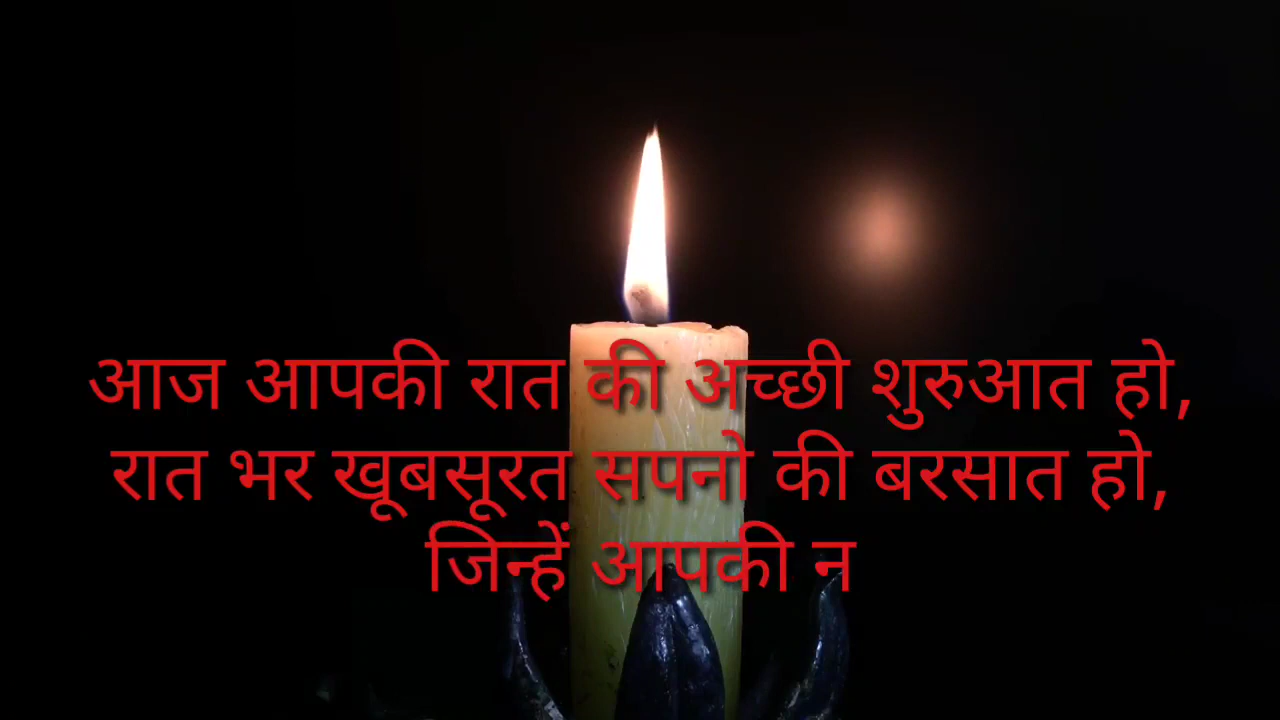 आज आपकी रात की अच्छी शुरुआत हो,
रात भर खूबसूरत सपनो की बरसात हो,
जिन्हें आपकी न